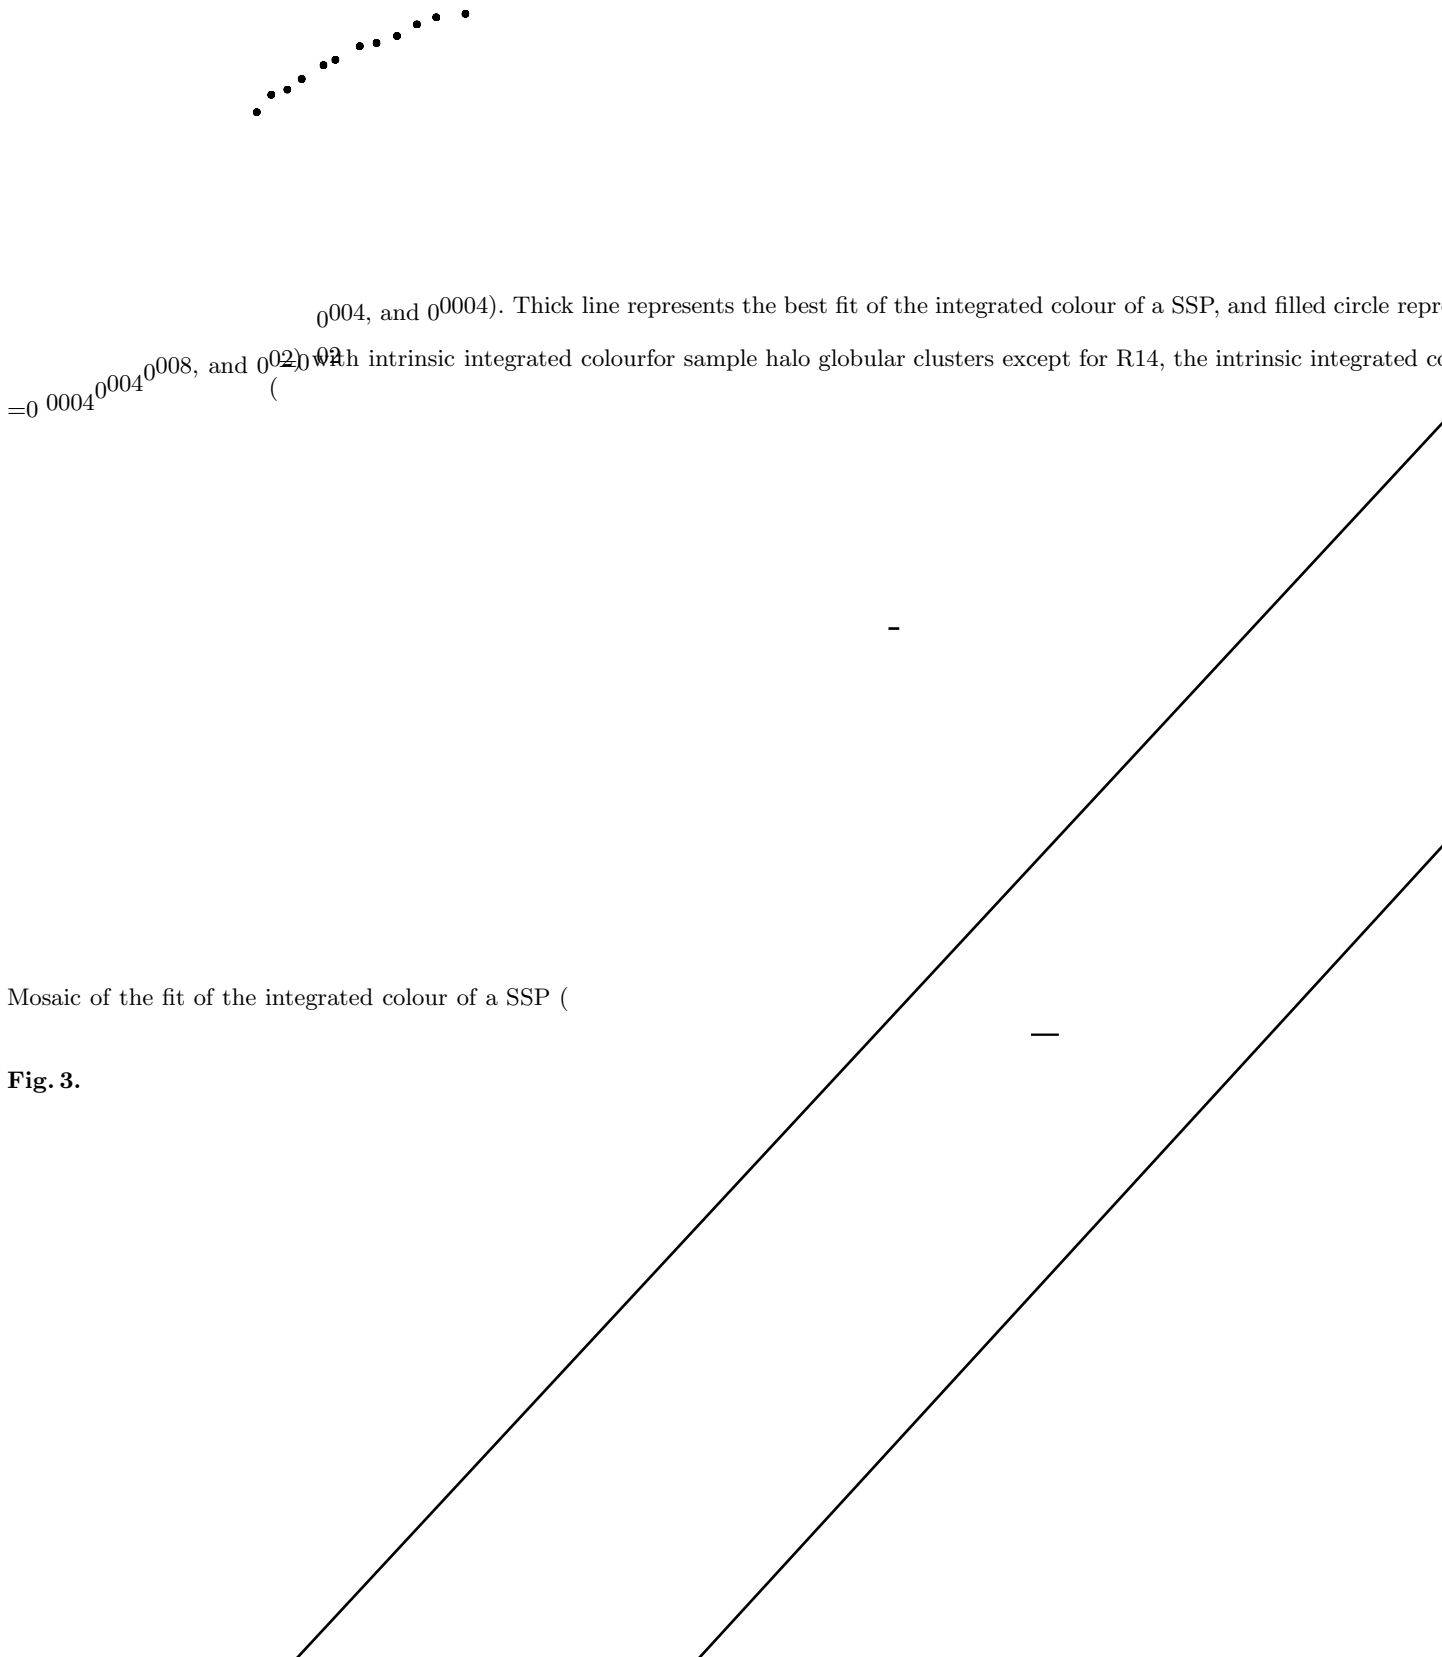 0004, and 00004). Thick line represents the best fit of the integrated colour of a SSP, and filled circle repr
=0 02
02) with intrinsic integrated colourfor sample halo globular clusters except for R14, the intrinsic integrated
=0 0004 0004 0008, and 0
(
Mosaic of the fit of the integrated colour of a SSP (
Fig. 3.